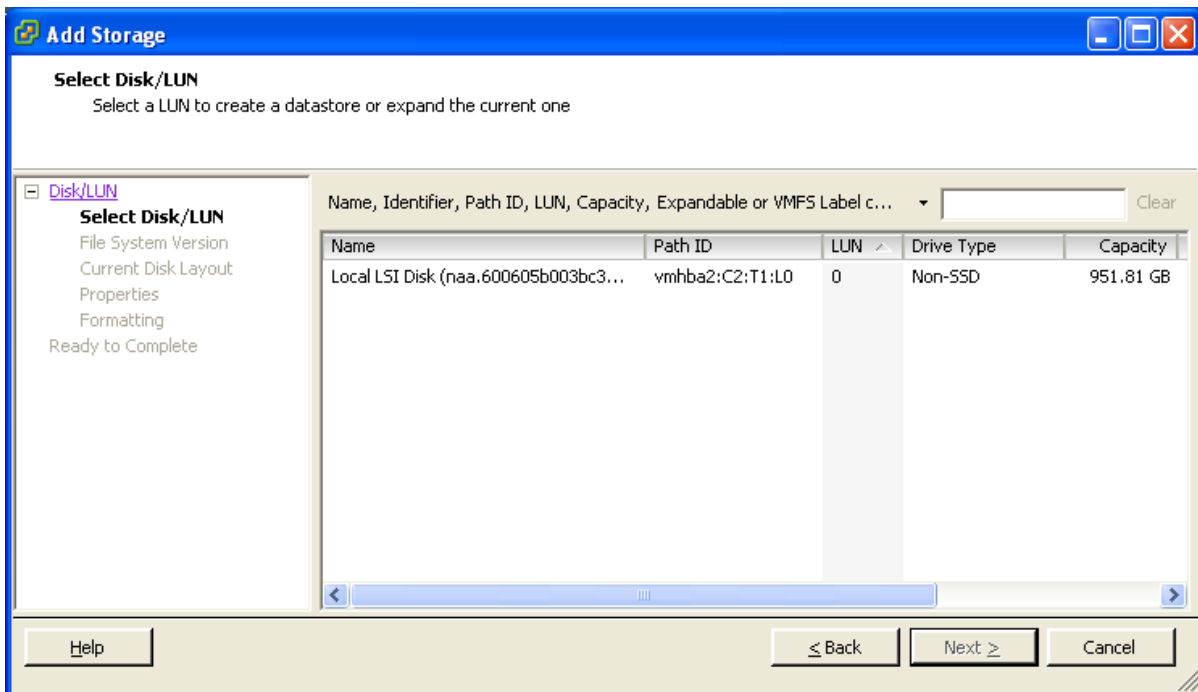 Add Storage
Select Disk/LUN
Select a LUN to create a datastore or expand the current one
Disk/LUN
Select Disk/LUN
File System Version
Current Disk Layout
Properties
Formatting
Ready to Complete
Name, Identifier, Path ID, LUN, Capacity, Expandable or VMFS Label c... Clear
Name Path ID LUN Drive Type Capacity
Local LSI Disk (naa.600605b003bc3... vmhba2:C2:T1:L0 0 Non-SSD 951.81 GB
Help < Back Next > Cancel